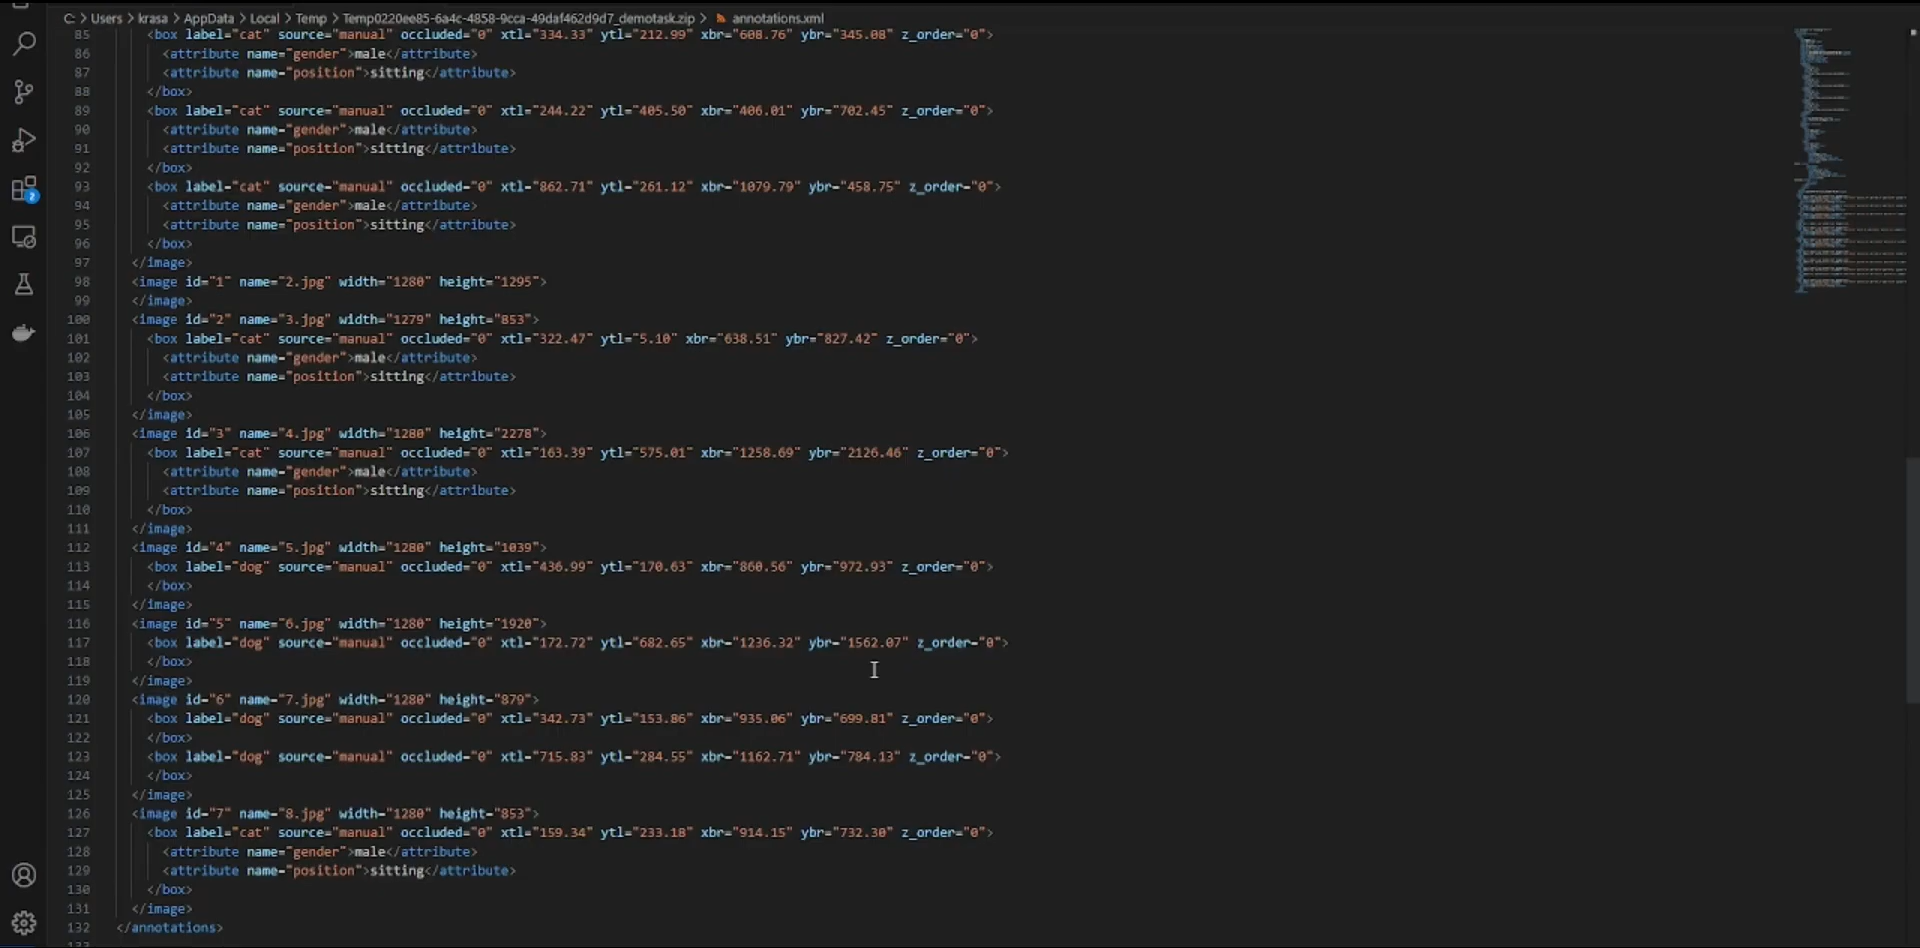 C: > Users > krasa > AppData > Local > Temp > Temp0220ee85-6a4c-4858-9cca-49daf462d9d7_demotask.zip > annotations.xml
85 <box label="cat" source="manual" occluded="0" xtl="334.33" ytl="212.99" xbr="608.76" ybr="345.08" z_order="0">
86 <attribute name="gender">male</attribute>
87 <attribute name="position">sitting</attribute>
88 </box>
89 <box label="cat" source="manual" occluded="0" xtl="244.22" ytl="405.50" xbr="406.01" ybr="702.45" z_order="0">
90 <attribute name="gender">male</attribute>
91 <attribute name="position">sitting</attribute>
92 </box>
93 <box label="cat" source="manual" occluded="0" xtl="862.71" ytl="261.12" xbr="1079.79" ybr="458.75" z_order="0">
94 <attribute name="gender">male</attribute>
95 <attribute name="position">sitting</attribute>
96 </box>
97 </image>
98 <image id="1" name="2.jpg" width="1280" height="1295">
99 </image>
100 <image id="2" name="3.jpg" width="1279" height="853">
101 <box label="cat" source="manual" occluded="0" xtl="322.47" ytl="5.10" xbr="638.51" ybr="827.42" z_order="0">
102 <attribute name="gender">male</attribute>
103 <attribute name="position">sitting</attribute>
104 </box>
105 </image>
106 <image id="3" name="4.jpg" width="1280" height="2278">
107 <box label="cat" source="manual" occluded="0" xtl="163.39" ytl="575.01" xbr="1258.69" ybr="2126.46" z_order="0">
108 <attribute name="gender">male</attribute>
109 <attribute name="position">sitting</attribute>
110 </box>
111 </image>
112 <image id="4" name="5.jpg" width="1280" height="1039">
113 <box label="dog" source="manual" occluded="0" xtl="436.99" ytl="170.63" xbr="860.56" ybr="972.93" z_order="0">
114 </box>
115 </image>
116 <image id="5" name="6.jpg" width="1280" height="1920">
117 <box label="dog" source="manual" occluded="0" xtl="172.72" ytl="682.65" xbr="1236.32" ybr="1562.07" z_order="0">
118 </box>
119 </image>
120 <image id="6" name="7.jpg" width="1280" height="879">
121 <box label="dog" source="manual" occluded="0" xtl="342.73" ytl="153.86" xbr="935.06" ybr="699.81" z_order="0">
122 </box>
123 <box label="dog" source="manual" occluded="0" xtl="715.83" ytl="284.55" xbr="1162.71" ybr="784.13" z_order="0">
124 </box>
125 </image>
126 <image id="7" name="8.jpg" width="1280" height="853">
127 <box label="cat" source="manual" occluded="0" xtl="159.34" ytl="233.18" xbr="914.15" ybr="732.30" z_order="0">
128 <attribute name="gender">male</attribute>
129 <attribute name="position">sitting</attribute>
130 </box>
131 </image>
132 </annotations>
2